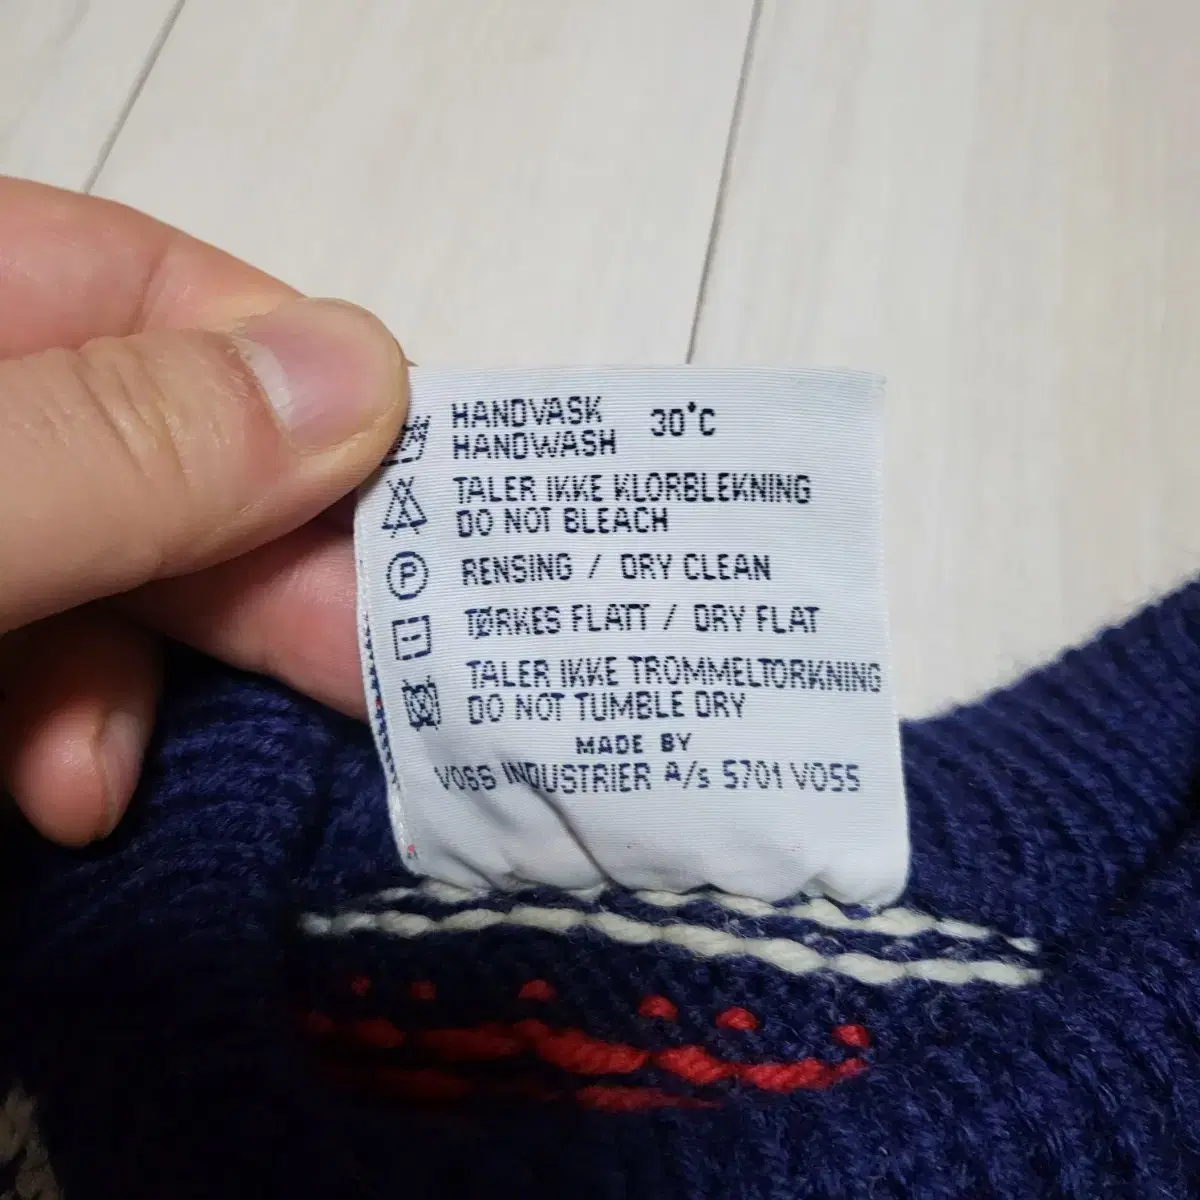 HANDVASK 30°C
HANDWASH
TALER IKKE KLORBLEKNING
DO NOT BLEACH
P RENSING / DRY CLEAN
TØRKES FLATT / DRY FLAT
TALER IKKE TROMMELTORKNING
DO NOT TUMBLE DRY
MADE BY
VOSS INDUSTRIER A/s 5701 VOSS